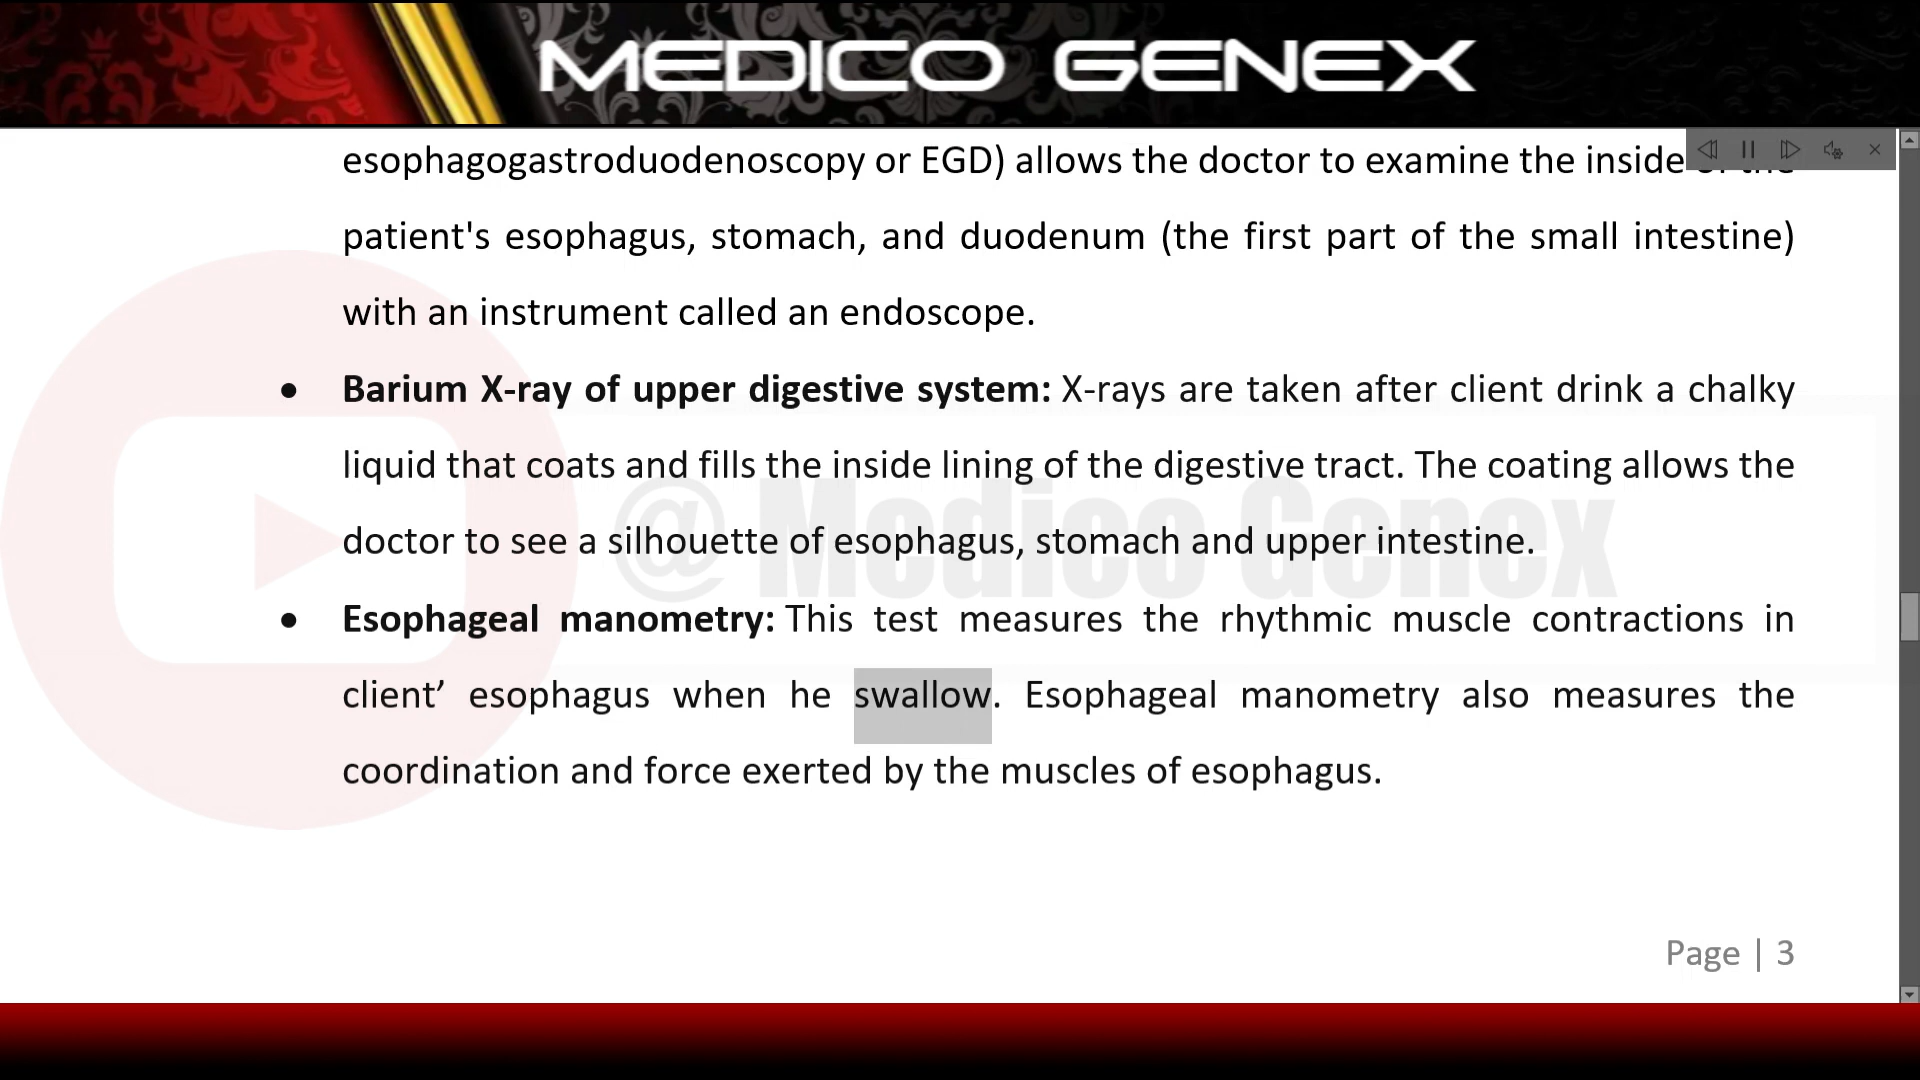 MEDICO GENEX
esophagogastroduodenoscopy or EGD) allows the doctor to examine the inside of the
patient's esophagus, stomach, and duodenum (the first part of the small intestine)
with an instrument called an endoscope.
• Barium X-ray of upper digestive system: X-rays are taken after client drink a chalky
liquid that coats and fills the inside lining of the digestive tract. The coating allows the
doctor to see a silhouette of esophagus, stomach and upper intestine.
@ Medico Genex
• Esophageal manometry: This test measures the rhythmic muscle contractions in
client’ esophagus when he swallow. Esophageal manometry also measures the
coordination and force exerted by the muscles of esophagus.
Page | 3